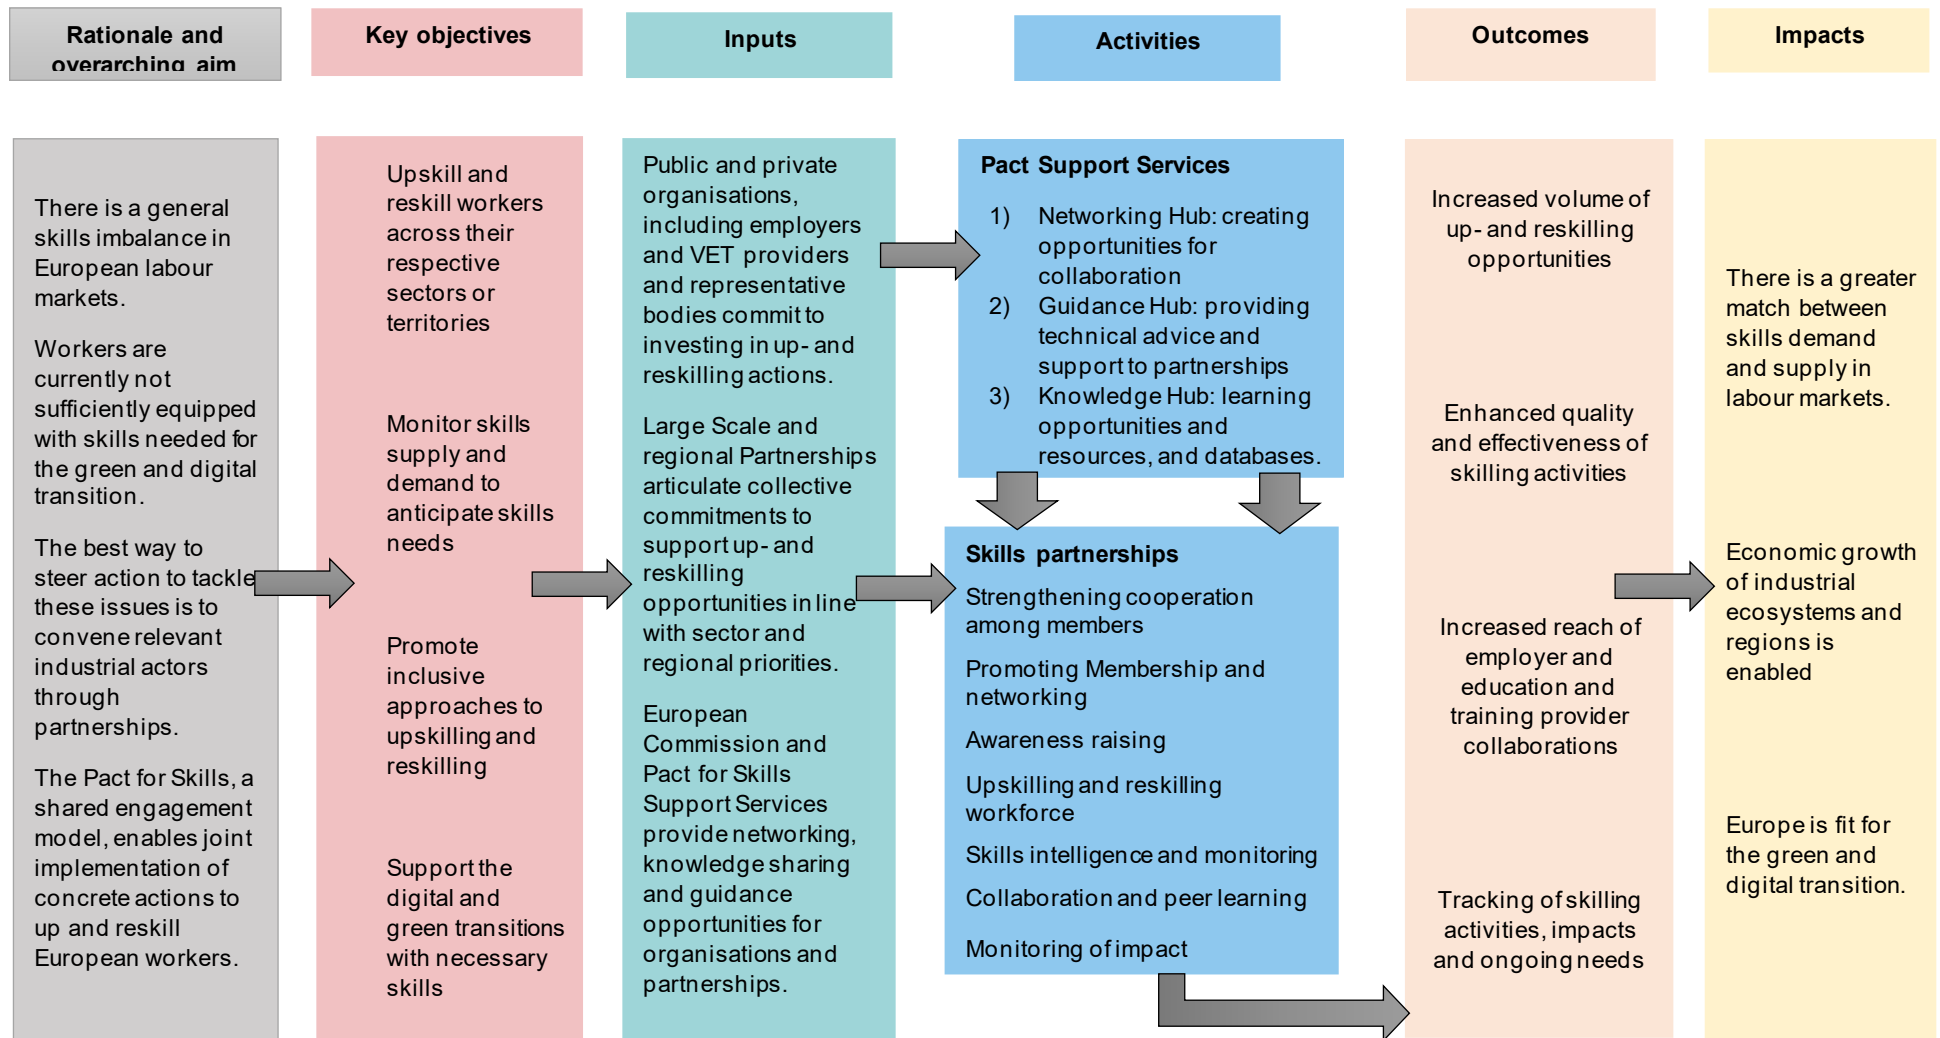 Rationale and
overarching aim
Key objectives
Inputs
Activities
Outcomes
Impacts
There is a general
skills imbalance in
European labour
markets.
Workers are
currently not
sufficiently equipped
with skills needed for
the green and digital
transition.
The best way to
steer action to tackle
these issues is to
convene relevant
industrial actors
through
partnerships.
The Pact for Skills, a
shared engagement
model, enables joint
implementation of
concrete actions to
up and reskill
European workers.
Upskill and
reskill workers
across their
respective
sectors or
territories
Monitor skills
supply and
demand to
anticipate skills
needs
Promote
inclusive
approaches to
upskilling and
reskilling
Support the
digital and
green transitions
with necessary
skills
Public and private
organisations,
including employers
and VET providers
and representative
bodies commit to
investing in up- and
reskilling actions.
Large Scale and
regional Partnerships
articulate collective
commitments to
support up- and
reskilling
opportunities in line
with sector and
regional priorities.
European
Commission and
Pact for Skills
Support Services
provide networking,
knowledge sharing
and guidance
opportunities for
organisations and
partnerships.
Pact Support Services
1) Networking Hub: creating
opportunities for
collaboration
2) Guidance Hub: providing
technical advice and
support to partnerships
3) Knowledge Hub: learning
opportunities and
resources, and databases.
Skills partnerships
Strengthening cooperation
among members
Promoting Membership and
networking
Awareness raising
Upskilling and reskilling
workforce
Skills intelligence and monitoring
Collaboration and peer learning
Monitoring of impact
Increased volume of
up- and reskilling
opportunities
Enhanced quality
and effectiveness of
skilling activities
Increased reach of
employer and
education and
training provider
collaborations
Tracking of skilling
activities, impacts
and ongoing needs
There is a greater
match between
skills demand
and supply in
labour markets.
Economic growth
of industrial
ecosystems and
regions is
enabled
Europe is fit for
the green and
digital transition.